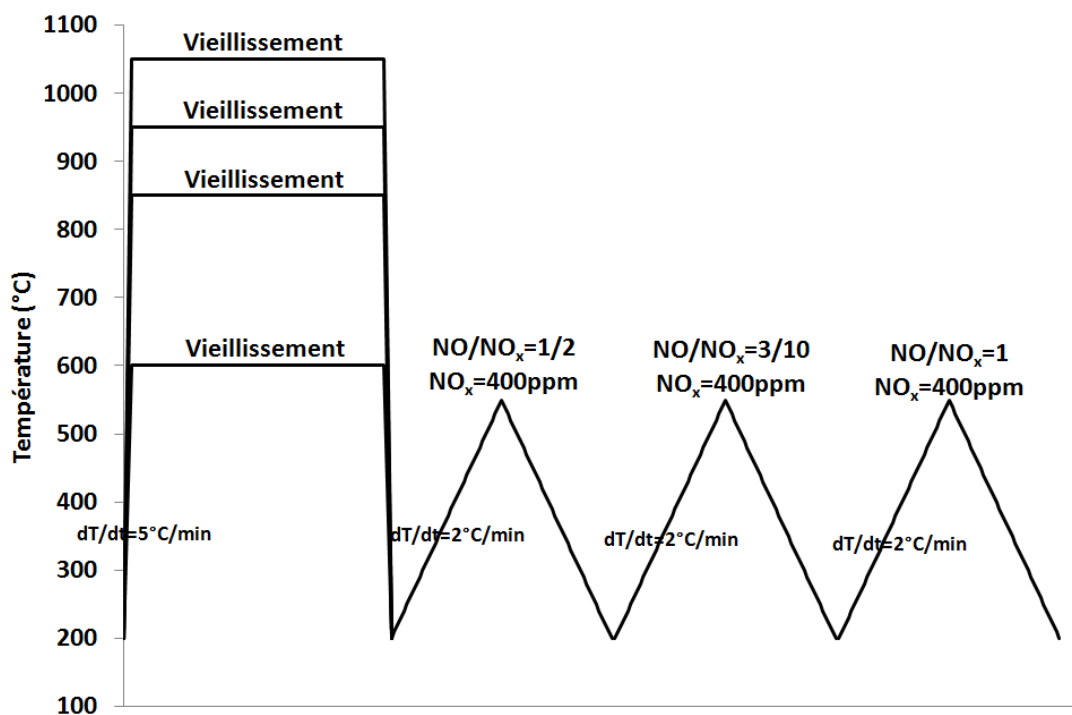 1100
1000
900
800
700
600
500
400
300
200
100
Température (°C)
Vieillissement
Vieillissement
Vieillissement
Vieillissement
NO/NOₓ=1/2
NOₓ=400ppm
NO/NOₓ=3/10
NOₓ=400ppm
NO/NOₓ=1
NOₓ=400ppm
dT/dt=5°C/min
dT/dt=2°C/min
dT/dt=2°C/min
dT/dt=2°C/min